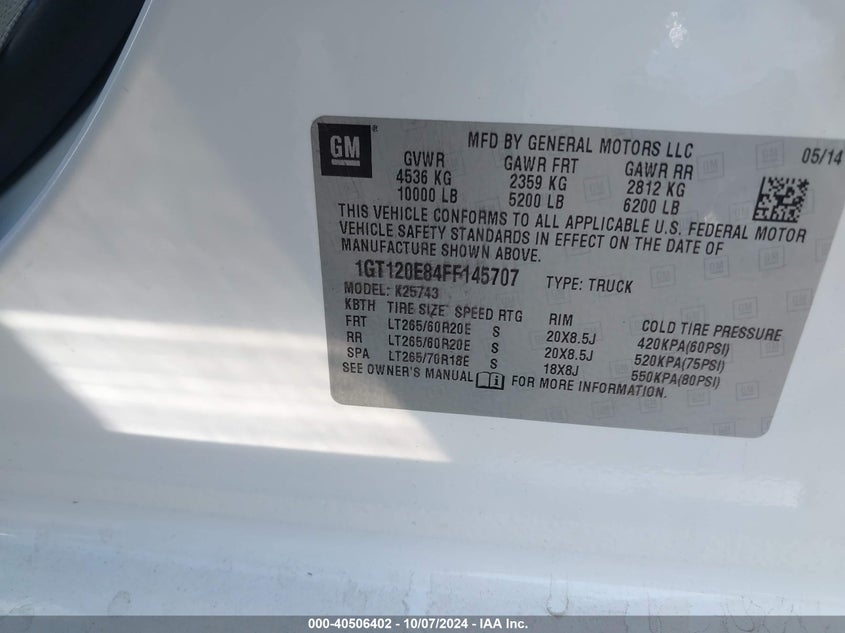 GM ®
MFD BY GENERAL MOTORS LLC 05/14
GVWR GAWR FRT GAWR RR
4536 KG 2359 KG 2812 KG
10000 LB 5200 LB 6200 LB
THIS VEHICLE CONFORMS TO ALL APPLICABLE U.S. FEDERAL MOTOR
VEHICLE SAFETY STANDARDS IN EFFECT ON THE DATE OF
MANUFACTURE SHOWN ABOVE.
1GT120E84FF145707 TYPE: TRUCK
MODEL: K25743
KBTH TIRE SIZE SPEED RTG RIM COLD TIRE PRESSURE
FRT LT265/60R20E S 20X8.5J 420KPA(60PSI)
RR LT265/60R20E S 20X8.5J 520KPA(75PSI)
SPA LT265/70R18E S 18X8J 550KPA(80PSI)
SEE OWNER'S MANUAL FOR MORE INFORMATION.
000-40506402 - 10/07/2024 - IAA Inc.